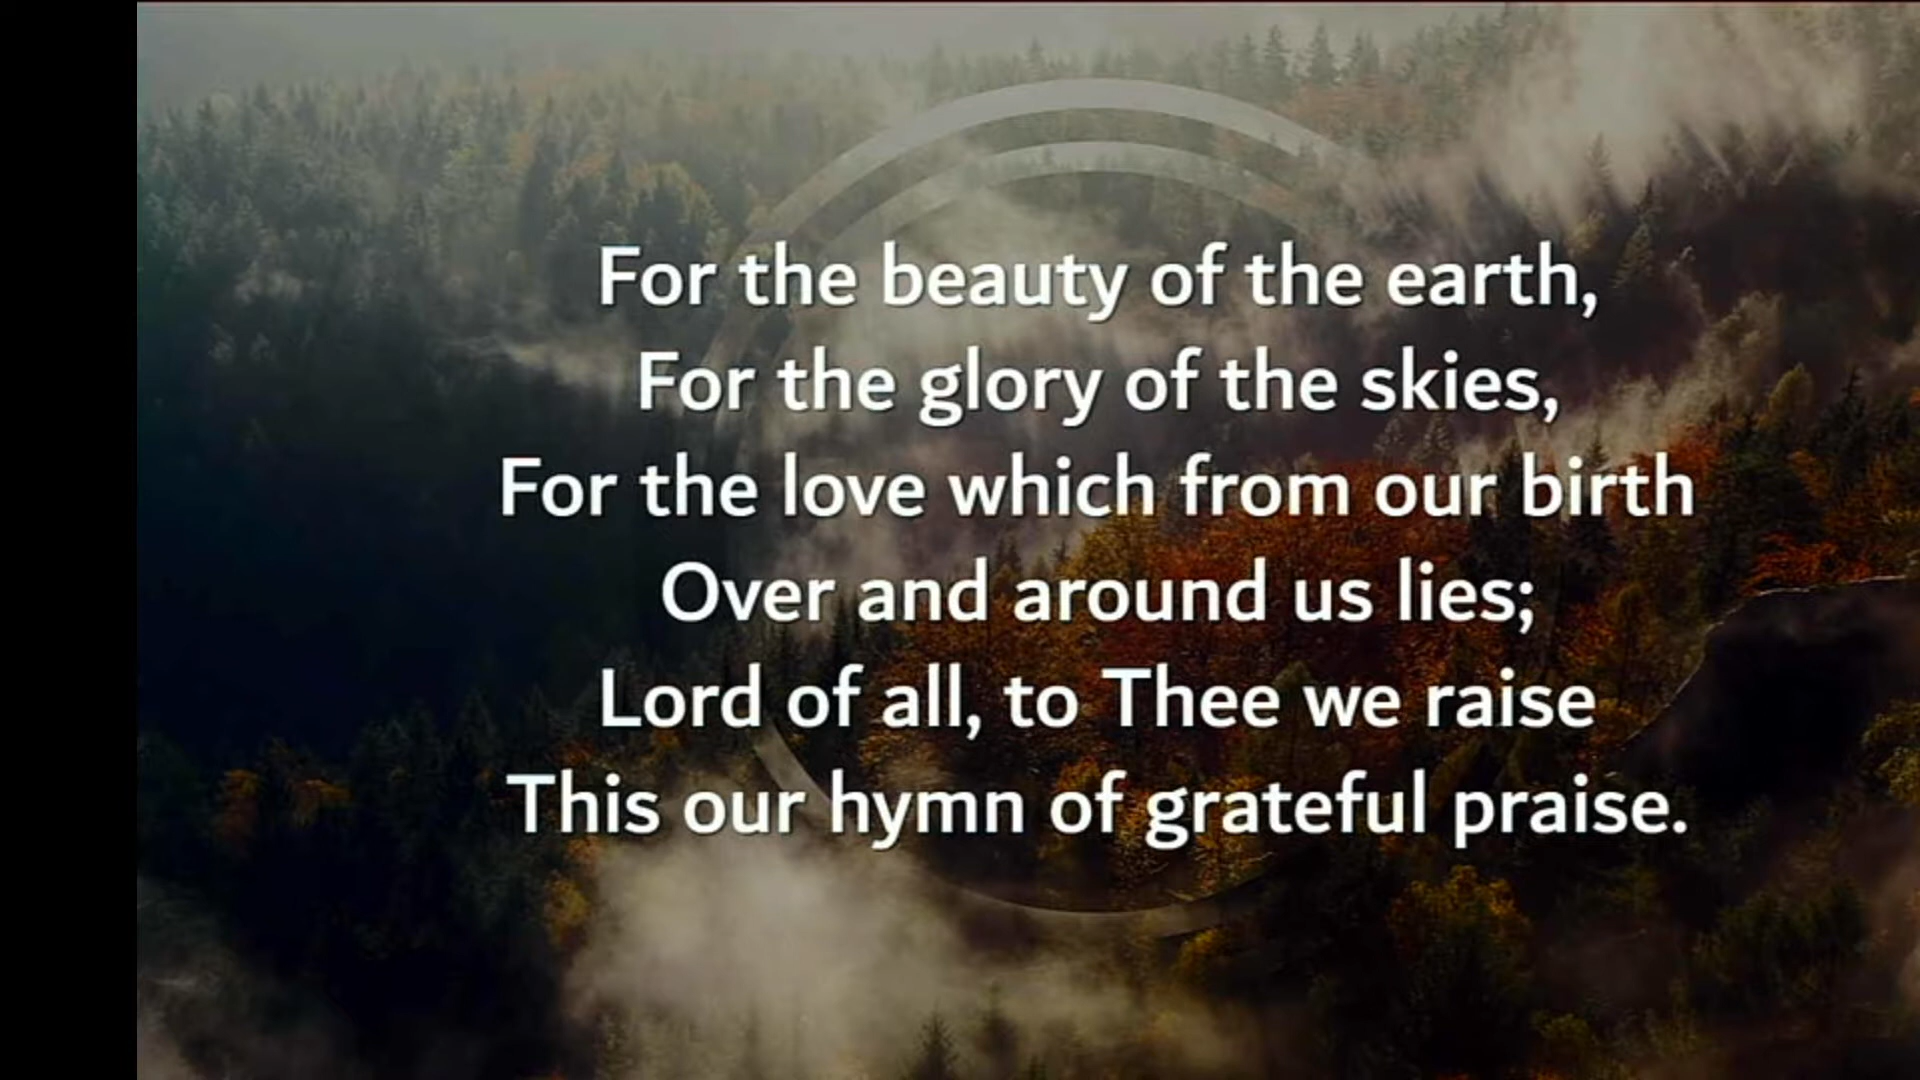 For the beauty of the earth,
For the glory of the skies,
For the love which from our birth
Over and around us lies;
Lord of all, to Thee we raise
This our hymn of grateful praise.